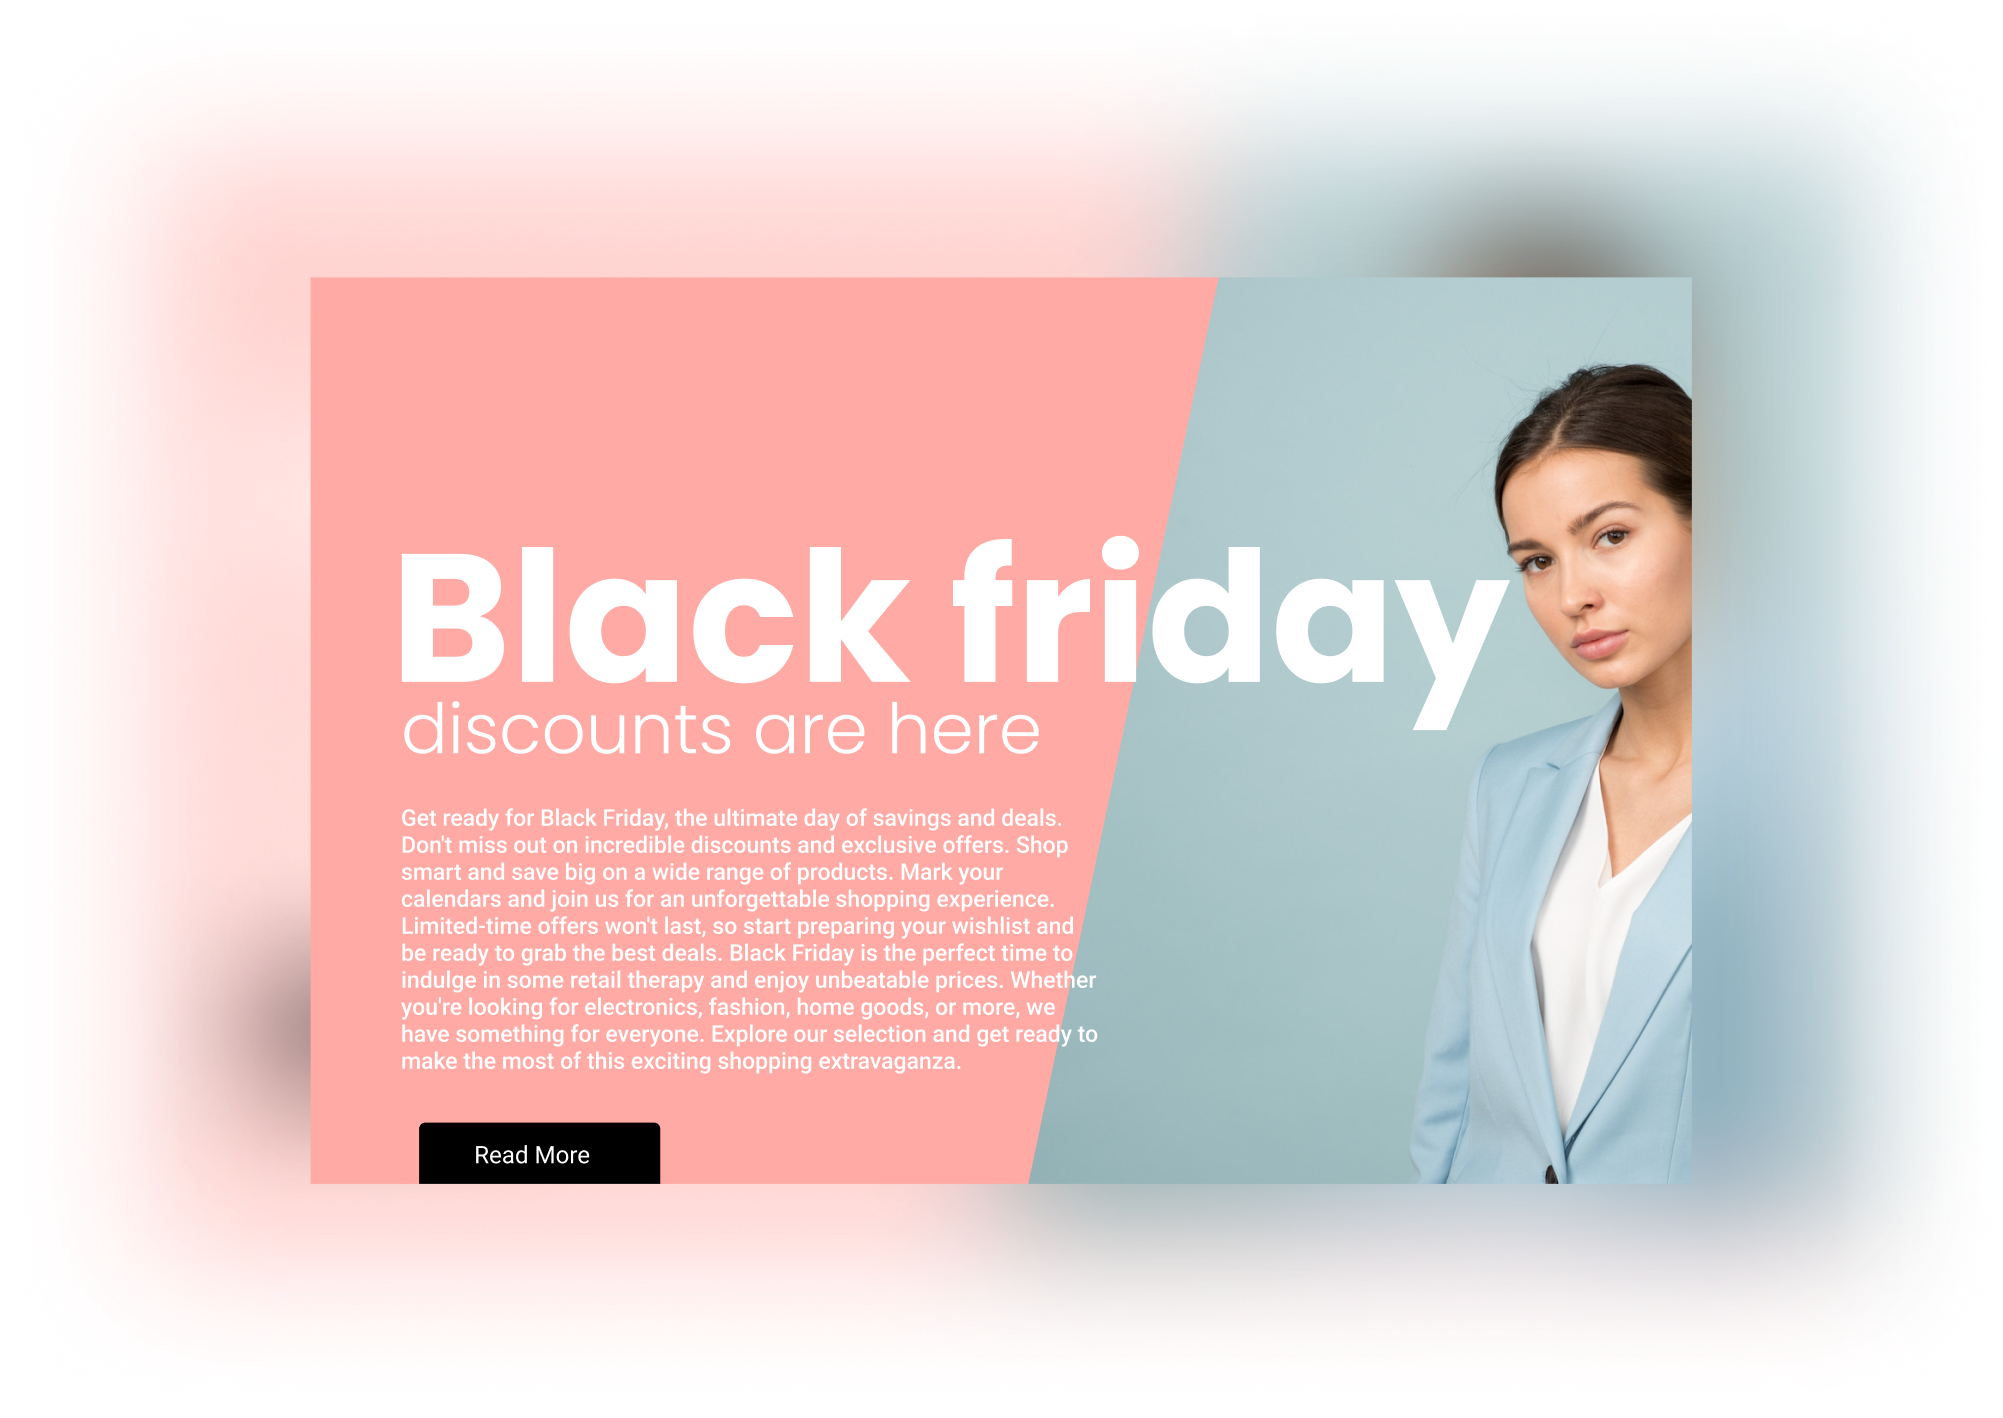 Black friday
discounts are here
Get ready for Black Friday, the ultimate day of savings and deals.
Don't miss out on incredible discounts and exclusive offers. Shop
smart and save big on a wide range of products. Mark your
calendars and join us for an unforgettable shopping experience.
Limited-time offers won't last, so start preparing your wishlist and
be ready to grab the best deals. Black Friday is the perfect time to
indulge in some retail therapy and enjoy unbeatable prices. Whether
you're looking for electronics, fashion, home goods, or more, we
have something for everyone. Explore our selection and get ready to
make the most of this exciting shopping extravaganza.
Read More